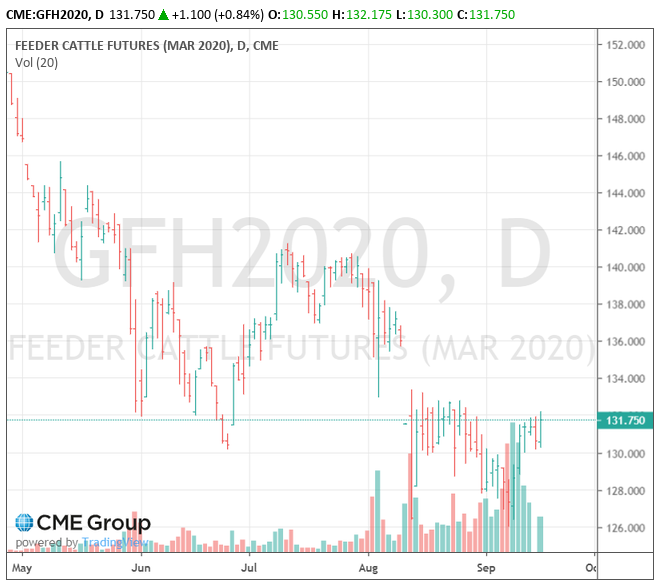 CME:GFH2020, D 131.750 ▲ +1.100 (+0.84%) O:130.550 H:132.175 L:130.300 C:131.750
FEEDER CATTLE FUTURES (MAR 2020), D, CME
Vol (20)
GFH2020, D
FEEDER CATTLE FUTURES (MAR 2020)
152.000
150.000
148.000
146.000
144.000
142.000
140.000
138.000
136.000
134.000
131.750
130.000
128.000
126.000
CME Group
powered by TradingView
May Jun Jul Aug Sep Oc